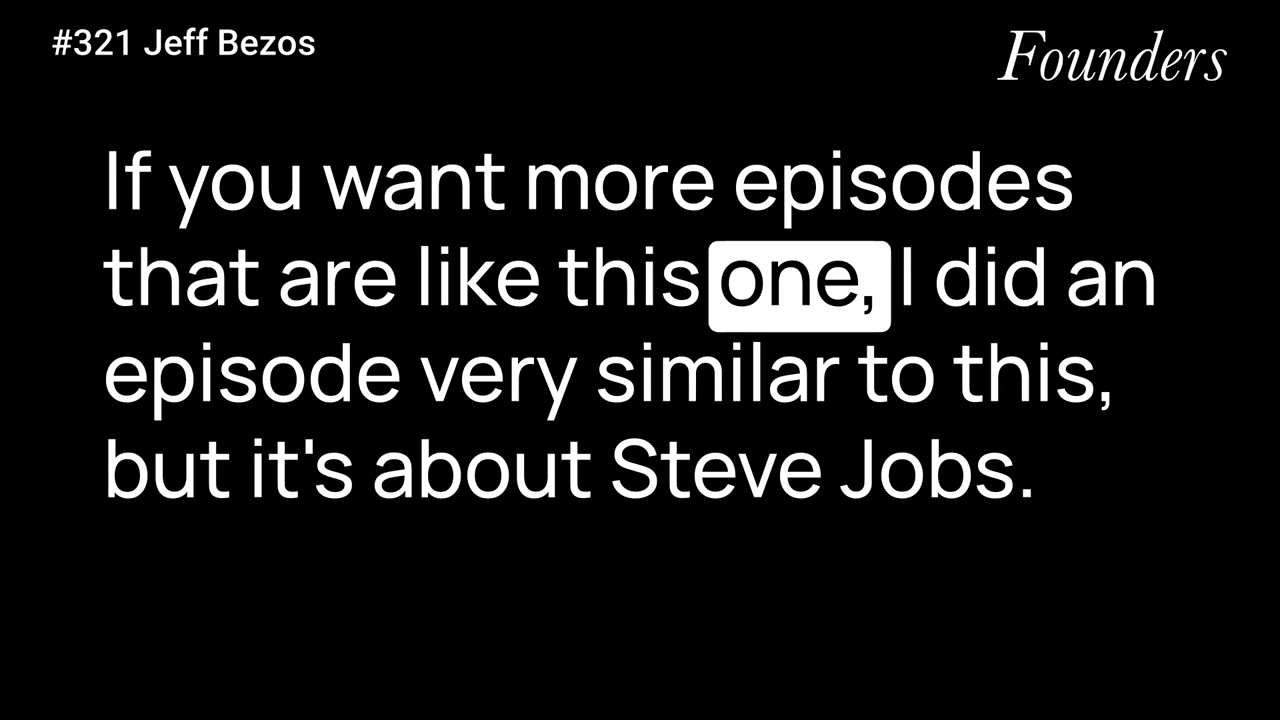 #321 Jeff Bezos
Founders
If you want more episodes
that are like this one, I did an
episode very similar to this,
but it's about Steve Jobs.